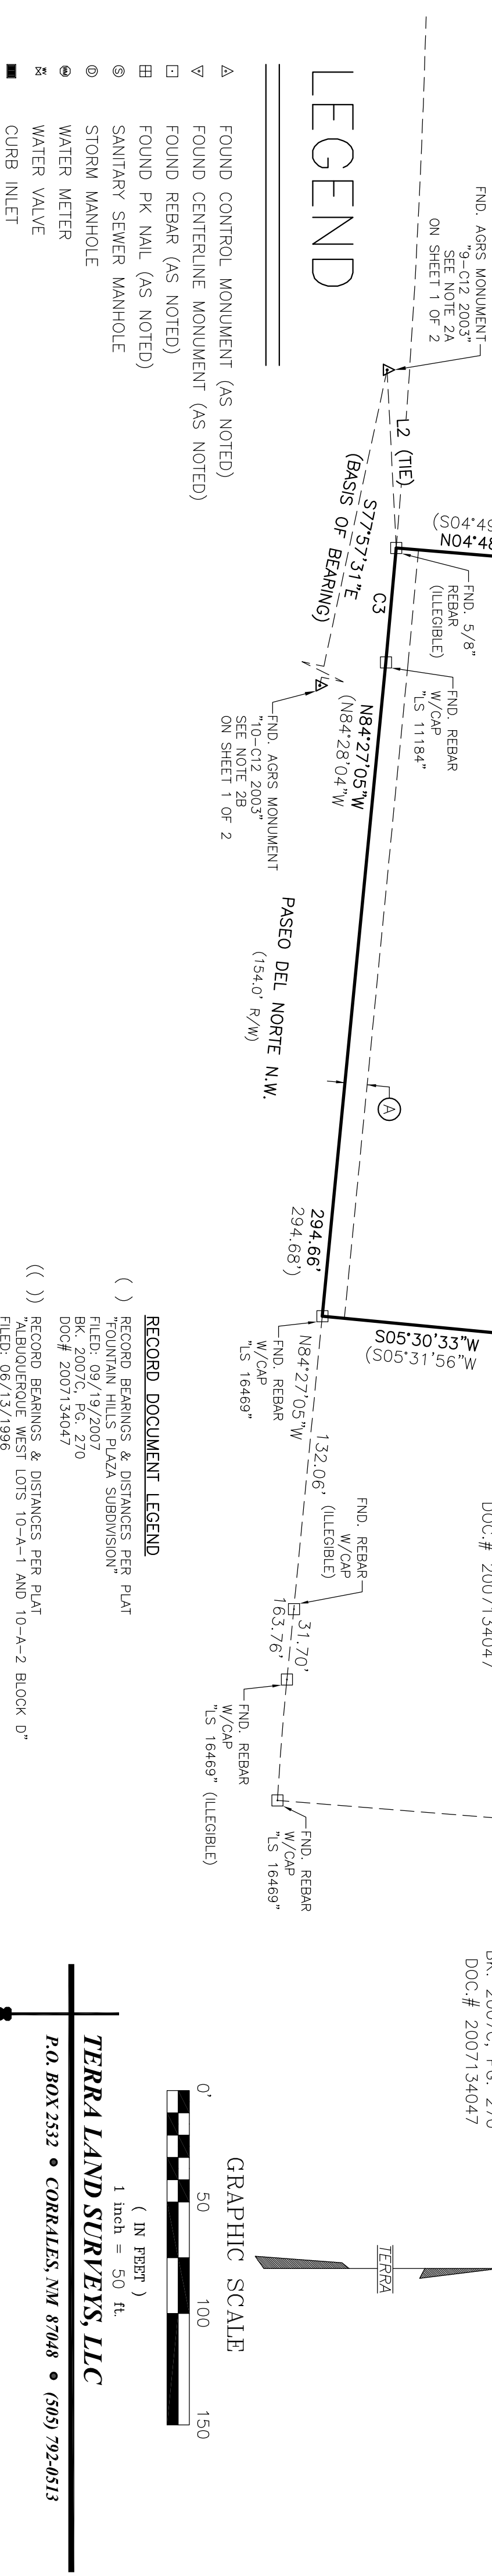 LEGEND
FOUND CONTROL MONUMENT (AS NOTED)
FOUND CENTERLINE MONUMENT (AS NOTED)
FOUND REBAR (AS NOTED)
FOUND PK NAIL (AS NOTED)
S SANITARY SEWER MANHOLE
D STORM MANHOLE
WATER METER
WATER VALVE
CURB INLET
FND. AGRS MONUMENT
"9-C12 2003"
SEE NOTE 2A
ON SHEET 1 OF 2
L2 (TIE)
S77°57'31"E
(BASIS OF BEARING)
(S04°49
N04°48
FND. 5/8"
REBAR
(ILLEGIBLE)
C3
FND. REBAR
W/CAP
"LS 11184"
N84°27'05"W
(N84°28'04"W
FND. AGRS MONUMENT
"10-C12 2003"
SEE NOTE 2B
ON SHEET 1 OF 2
PASEO DEL NORTE N.W.
(154.0' R/W)
A
294.66'
294.68')
S05°30'33"W
(S05°31'56"W
FND. REBAR
W/CAP
"LS 16469"
N84°27'05"W
132.06'
FND. REBAR
W/CAP
(ILLEGIBLE)
31.70'
163.76'
FND. REBAR
W/CAP
"LS 16469" (ILLEGIBLE)
FND. REBAR
W/CAP
"LS 16469"
DOC.# 2007134047
BK. 2007C, PG. 270
DOC.# 2007134047
RECORD DOCUMENT LEGEND
( ) RECORD BEARINGS & DISTANCES PER PLAT
"FOUNTAIN HILLS PLAZA SUBDIVISION"
FILED: 09/19/2007
BK. 2007C, PG. 270
DOC# 2007134047
(( )) RECORD BEARINGS & DISTANCES PER PLAT
"ALBUQUERQUE WEST LOTS 10-A-1 AND 10-A-2 BLOCK D"
FILED: 06/13/1996
TERRA
GRAPHIC SCALE
0' 50 100 150
( IN FEET )
1 inch = 50 ft.
TERRA LAND SURVEYS, LLC
P.O. BOX 2532 ● CORRALES, NM 87048 ● (505) 792-0513